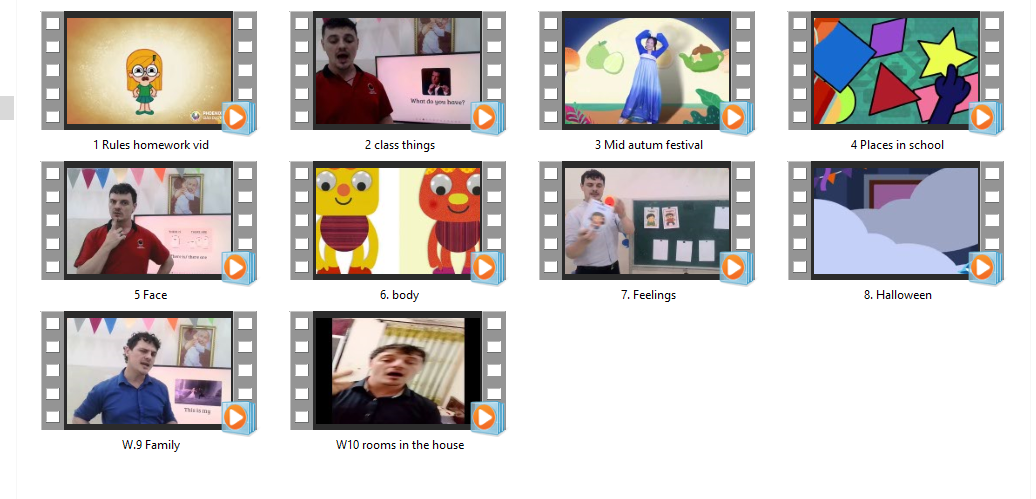 PHOENIX
1 Rules homework vid
What do you have?
2 class things
3 Mid autum festival
4 Places in school
There is/ there are
5 Face
6. body
7. Feelings
8. Halloween
This is my
W.9 Family
W10 rooms in the house